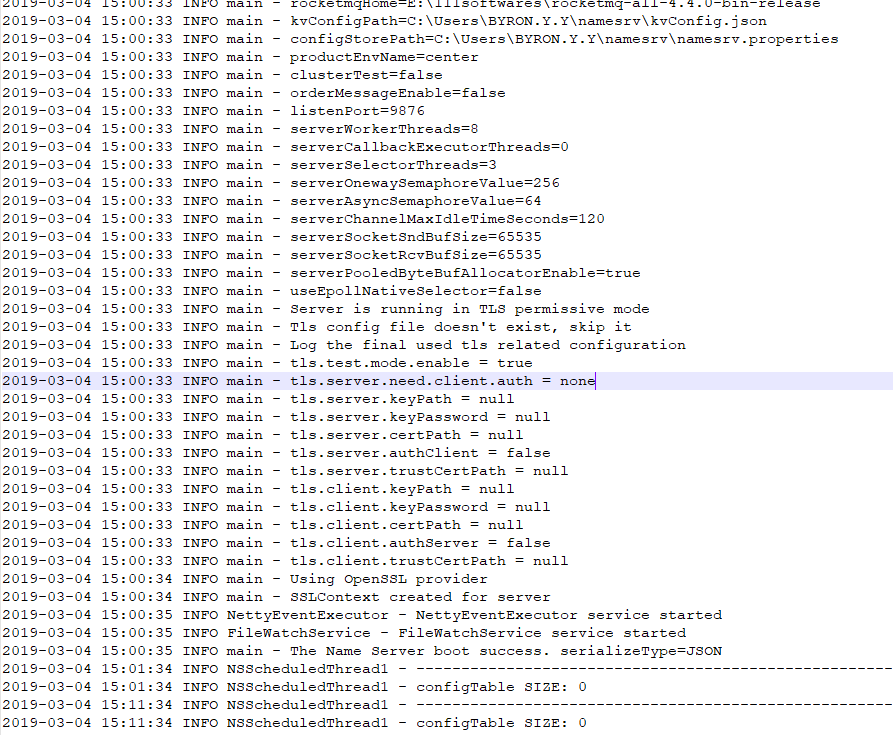 2019-03-04 15:00:33 INFO main - rocketmqHome=E:\lllsoftwares\rocketmq-all-4.4.0-bin-release
2019-03-04 15:00:33 INFO main - kvConfigPath=C:\Users\BYRON.Y.Y\namesrv\kvConfig.json
2019-03-04 15:00:33 INFO main - configStorePath=C:\Users\BYRON.Y.Y\namesrv\namesrv.properties
2019-03-04 15:00:33 INFO main - productEnvName=center
2019-03-04 15:00:33 INFO main - clusterTest=false
2019-03-04 15:00:33 INFO main - orderMessageEnable=false
2019-03-04 15:00:33 INFO main - listenPort=9876
2019-03-04 15:00:33 INFO main - serverWorkerThreads=8
2019-03-04 15:00:33 INFO main - serverCallbackExecutorThreads=0
2019-03-04 15:00:33 INFO main - serverSelectorThreads=3
2019-03-04 15:00:33 INFO main - serverOnewaySemaphoreValue=256
2019-03-04 15:00:33 INFO main - serverAsyncSemaphoreValue=64
2019-03-04 15:00:33 INFO main - serverChannelMaxIdleTimeSeconds=120
2019-03-04 15:00:33 INFO main - serverSocketSndBufSize=65535
2019-03-04 15:00:33 INFO main - serverSocketRcvBufSize=65535
2019-03-04 15:00:33 INFO main - serverPooledByteBufAllocatorEnable=true
2019-03-04 15:00:33 INFO main - useEpollNativeSelector=false
2019-03-04 15:00:33 INFO main - Server is running in TLS permissive mode
2019-03-04 15:00:33 INFO main - Tls config file doesn't exist, skip it
2019-03-04 15:00:33 INFO main - Log the final used tls related configuration
2019-03-04 15:00:33 INFO main - tls.test.mode.enable = true
2019-03-04 15:00:33 INFO main - tls.server.need.client.auth = none
2019-03-04 15:00:33 INFO main - tls.server.keyPath = null
2019-03-04 15:00:33 INFO main - tls.server.keyPassword = null
2019-03-04 15:00:33 INFO main - tls.server.certPath = null
2019-03-04 15:00:33 INFO main - tls.server.authClient = false
2019-03-04 15:00:33 INFO main - tls.server.trustCertPath = null
2019-03-04 15:00:33 INFO main - tls.client.keyPath = null
2019-03-04 15:00:33 INFO main - tls.client.keyPassword = null
2019-03-04 15:00:33 INFO main - tls.client.certPath = null
2019-03-04 15:00:33 INFO main - tls.client.authServer = false
2019-03-04 15:00:33 INFO main - tls.client.trustCertPath = null
2019-03-04 15:00:34 INFO main - Using OpenSSL provider
2019-03-04 15:00:34 INFO main - SSLContext created for server
2019-03-04 15:00:35 INFO NettyEventExecutor - NettyEventExecutor service started
2019-03-04 15:00:35 INFO FileWatchService - FileWatchService service started
2019-03-04 15:00:35 INFO main - The Name Server boot success. serializeType=JSON
2019-03-04 15:01:34 INFO NSScheduledThread1 - -----------------------------------------------------
2019-03-04 15:01:34 INFO NSScheduledThread1 - configTable SIZE: 0
2019-03-04 15:11:34 INFO NSScheduledThread1 - -----------------------------------------------------
2019-03-04 15:11:34 INFO NSScheduledThread1 - configTable SIZE: 0